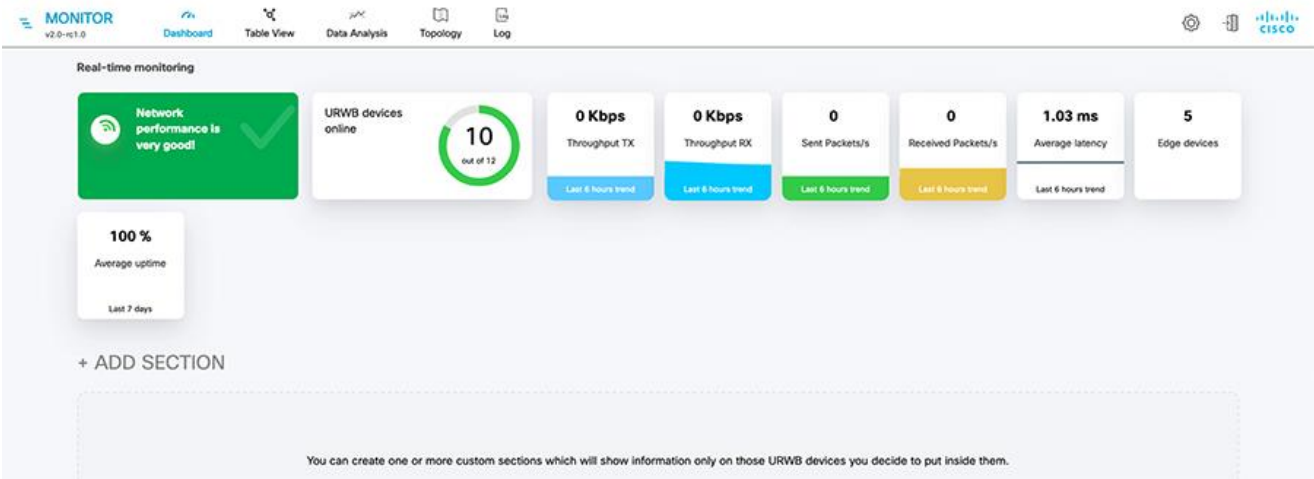 MONITOR
v2.0-rc1.0
Dashboard
Table View
Data Analysis
Topology
Log
CISCO
Real-time monitoring
Network
performance is
very good!
URWB devices
online
10
out of 12
0 Kbps
Throughput TX
Last 6 hours trend
0 Kbps
Throughput RX
Last 6 hours trend
0
Sent Packets/s
Last 6 hours trend
0
Received Packets/s
Last 6 hours trend
1.03 ms
Average latency
Last 6 hours trend
5
Edge devices
100 %
Average uptime
Last 7 days
+ ADD SECTION
You can create one or more custom sections which will show information only on those URWB devices you decide to put inside them.